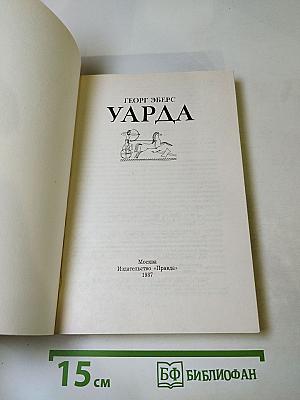 ГЕОРГ ЭБЕРС
УАРДА
Москва
Издательство «Правда»
1987
15 см
БФ БИБЛИОФАН